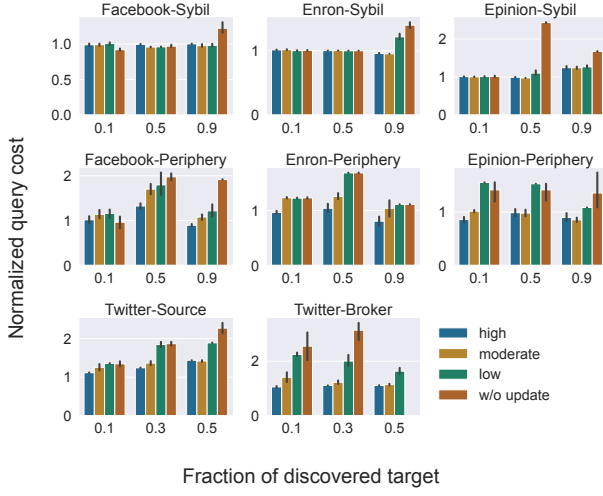 Facebook-Sybil Enron-Sybil Epinion-Sybil
1.0
0.5
0.0
0.1 0.5 0.9
1
0
0.1 0.5 0.9
2
1
0
0.1 0.5 0.9
Facebook-Periphery Enron-Periphery Epinion-Periphery
2
1
0
0.1 0.5 0.9
1
0
0.1 0.5 0.9
1
0
0.1 0.5 0.9
Twitter-Source Twitter-Broker
2
1
0
0.1 0.3 0.5
2
0
0.1 0.3 0.5
high
moderate
low
w/o update
Normalized query cost
Fraction of discovered target